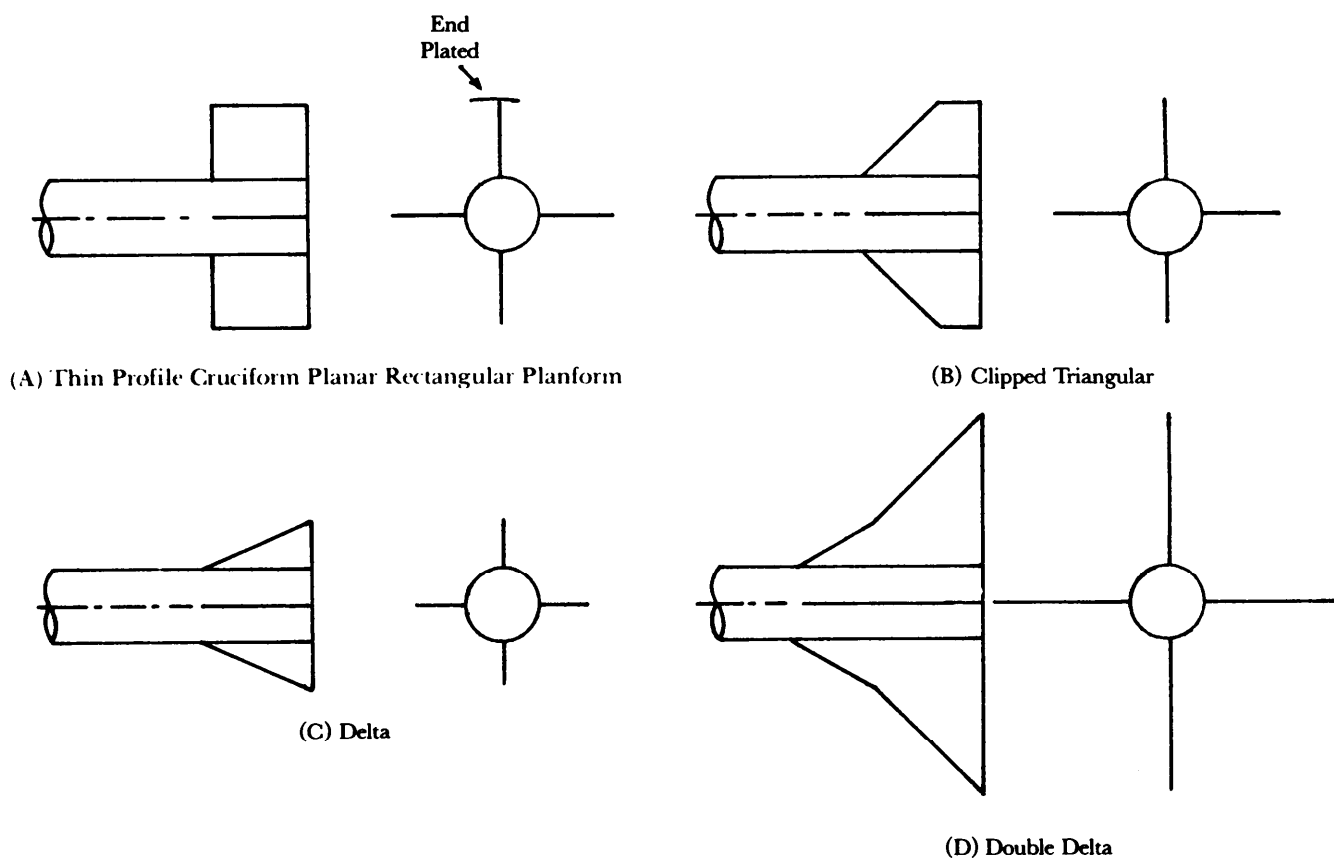 End
Plated
(A) Thin Profile Cruciform Planar Rectangular Planform
(B) Clipped Triangular
(C) Delta
(D) Double Delta